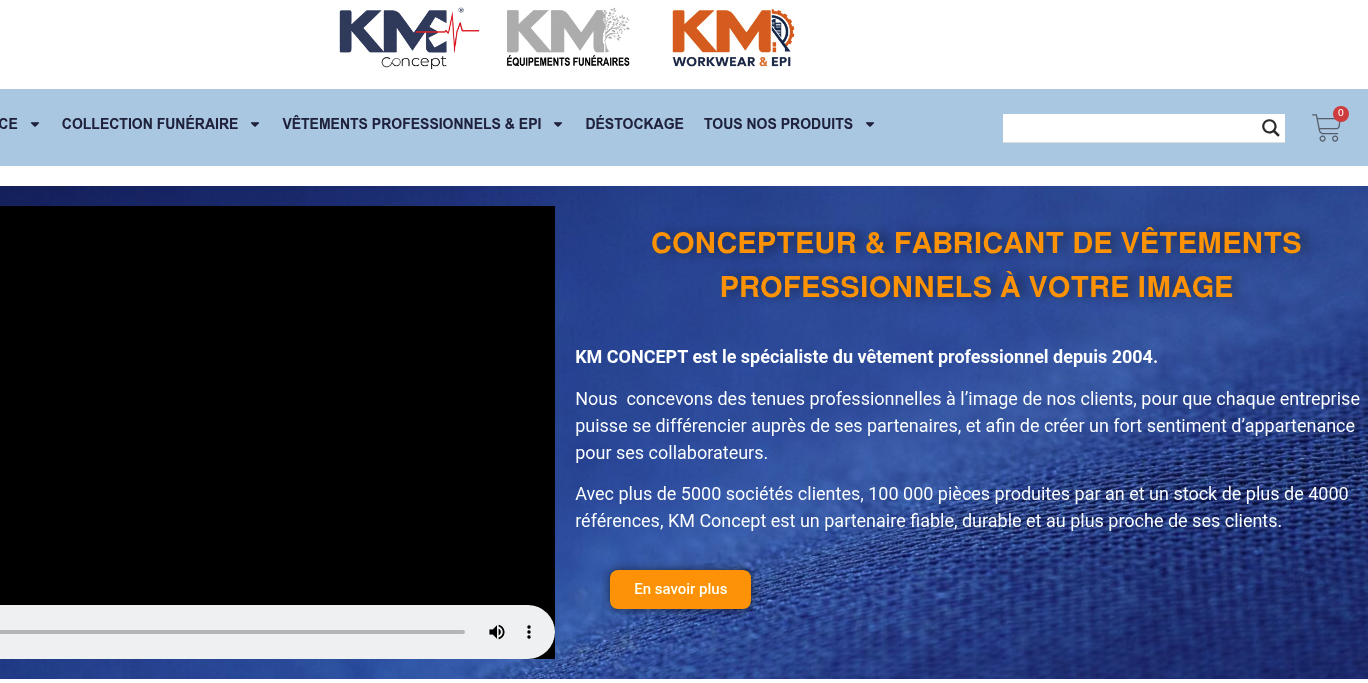 KM
Concept
KM
ÉQUIPEMENTS FUNÉRAIRES
KM
WORKWEAR & EPI
CE
COLLECTION FUNÉRAIRE
VÊTEMENTS PROFESSIONNELS & EPI
DÉSTOCKAGE
TOUS NOS PRODUITS
0
CONCEPTEUR & FABRICANT DE VÊTEMENTS
PROFESSIONNELS À VOTRE IMAGE
KM CONCEPT est le spécialiste du vêtement professionnel depuis 2004.
Nous  concevons des tenues professionnelles à l’image de nos clients, pour que chaque entreprise
puisse se différencier auprès de ses partenaires, et afin de créer un fort sentiment d’appartenance
pour ses collaborateurs.
Avec plus de 5000 sociétés clientes, 100 000 pièces produites par an et un stock de plus de 4000
références, KM Concept est un partenaire fiable, durable et au plus proche de ses clients.
En savoir plus